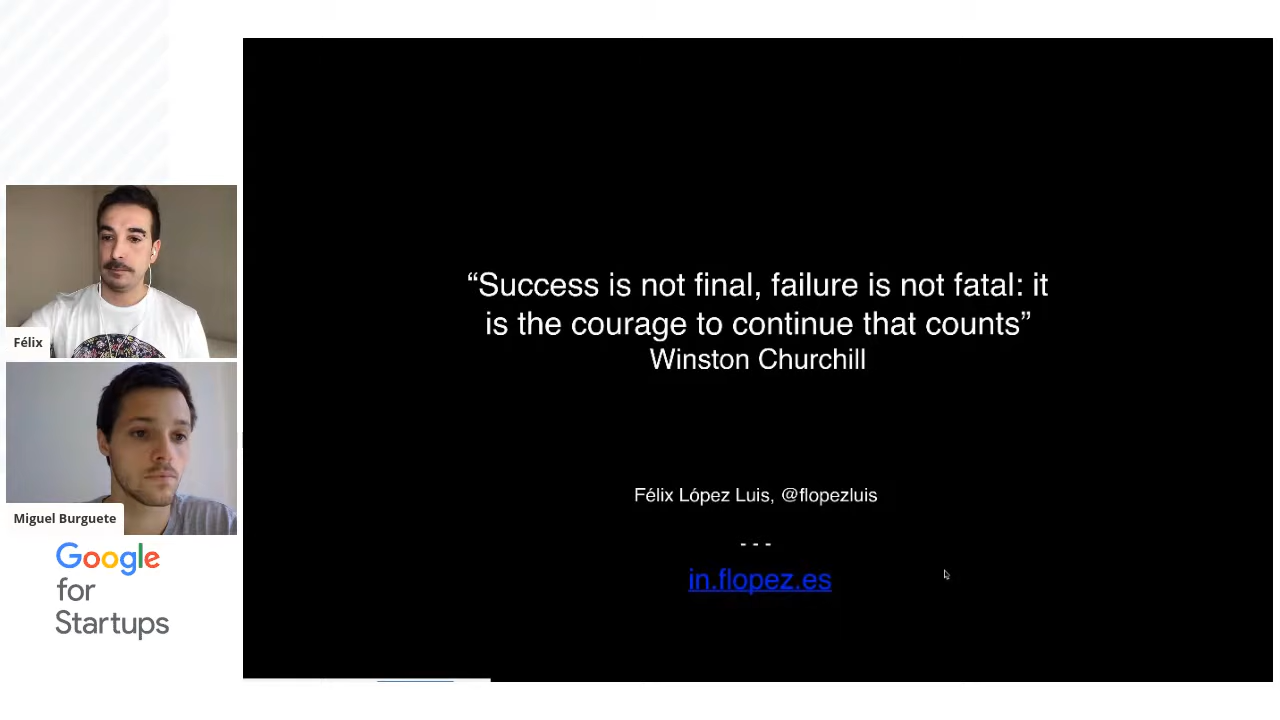 Félix
Miguel Burguete
Google
for
Startups
“Success is not final, failure is not fatal: it
is the courage to continue that counts”
Winston Churchill
Félix López Luis, @flopezluis
- - -
in.flopez.es